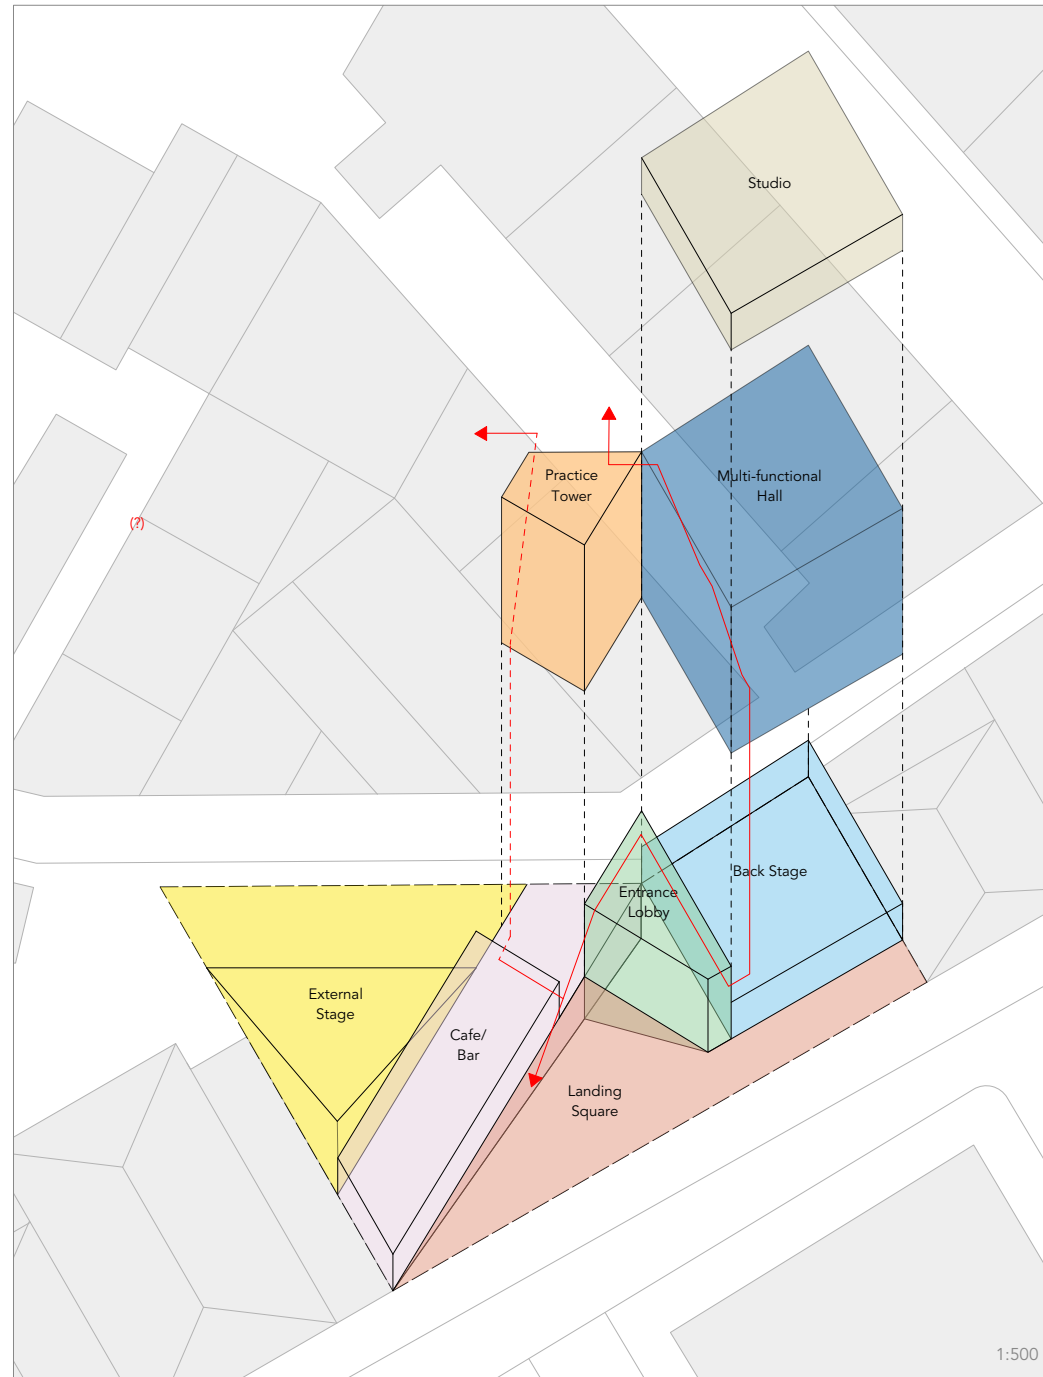 Studio
Practice
Tower
Multi-functional
Hall
(?)
Back Stage
Entrance
Lobby
External
Stage
Cafe/
Bar
Landing
Square
1:500